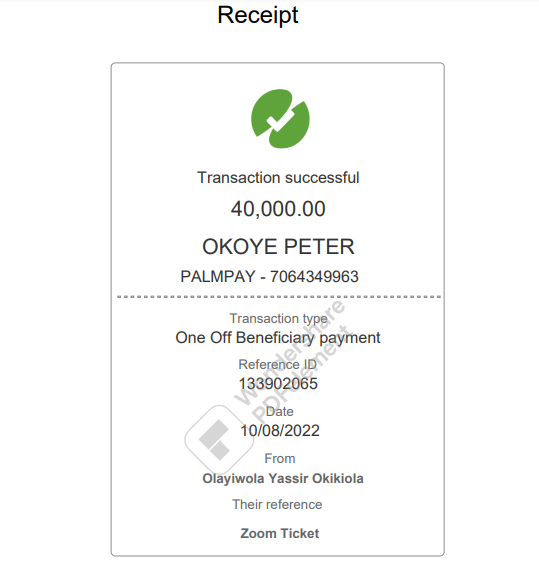 Receipt
Transaction successful
40,000.00
OKOYE PETER
PALMPAY - 7064349963
Transaction type
One Off Beneficiary payment
Reference ID
133902065
Date
10/08/2022
From
Olayiwola Yassir Okikiola
Their reference
Zoom Ticket
Wondershare
PDFelement